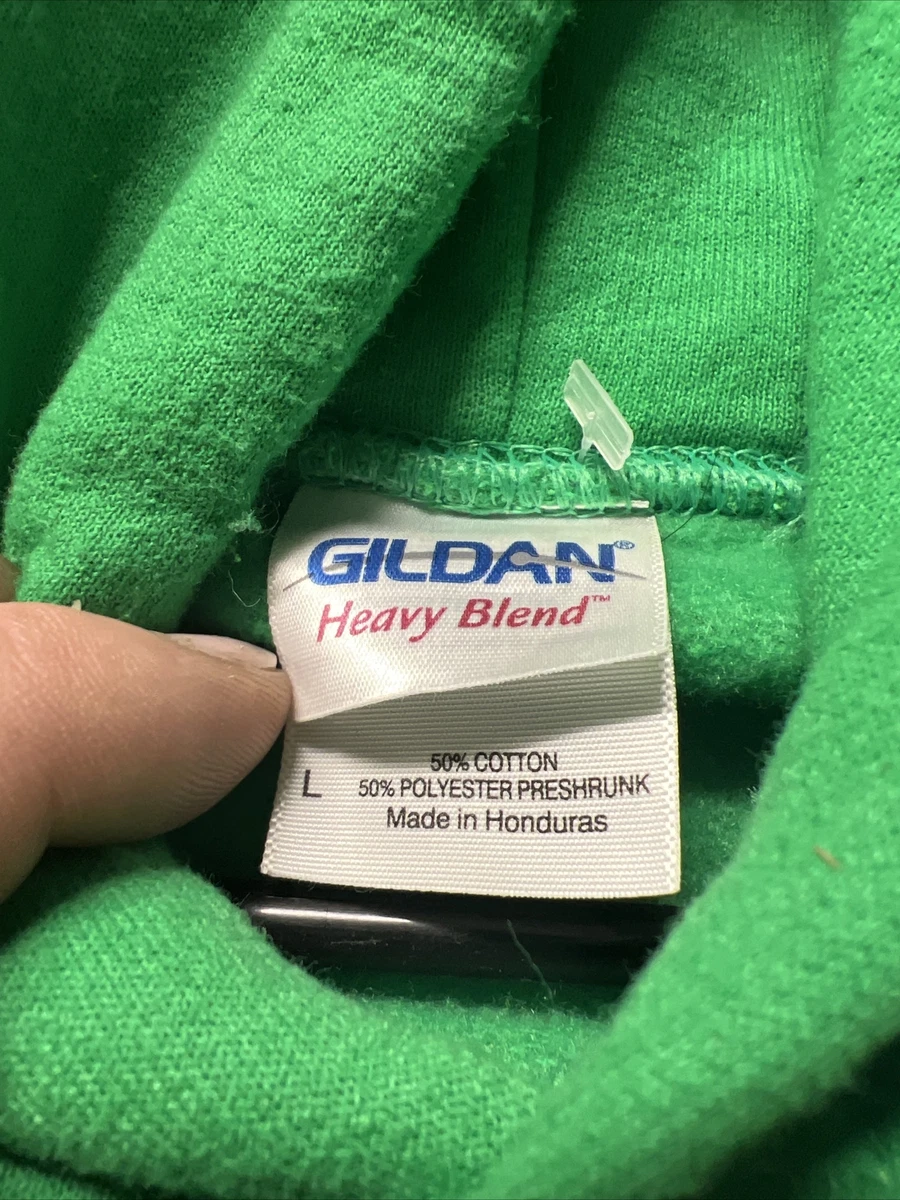 GILDAN®
Heavy Blend™
50% COTTON
L 50% POLYESTER PRESHRUNK
Made in Honduras